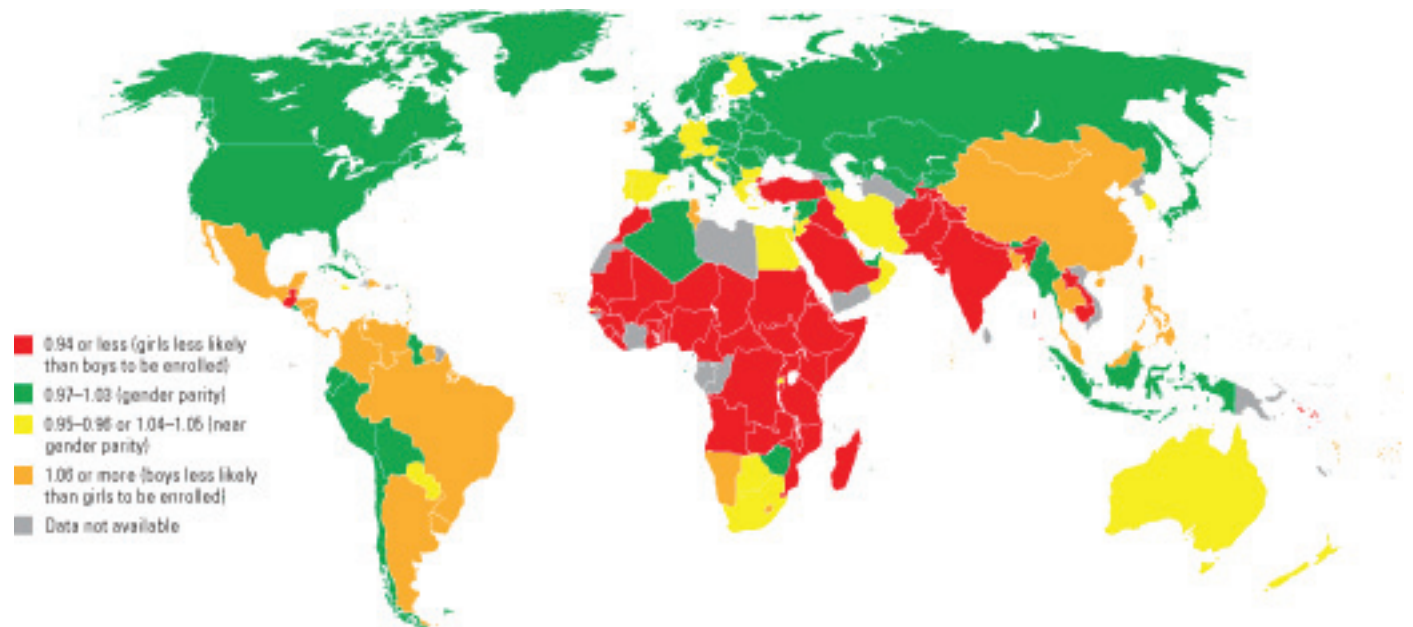 0.94 or less (girls less likely
than boys to be enrolled)
0.97–1.03 (gender parity)
0.95–0.96 or 1.04–1.05 (near
gender parity)
1.06 or more (boys less likely
than girls to be enrolled)
Data not available